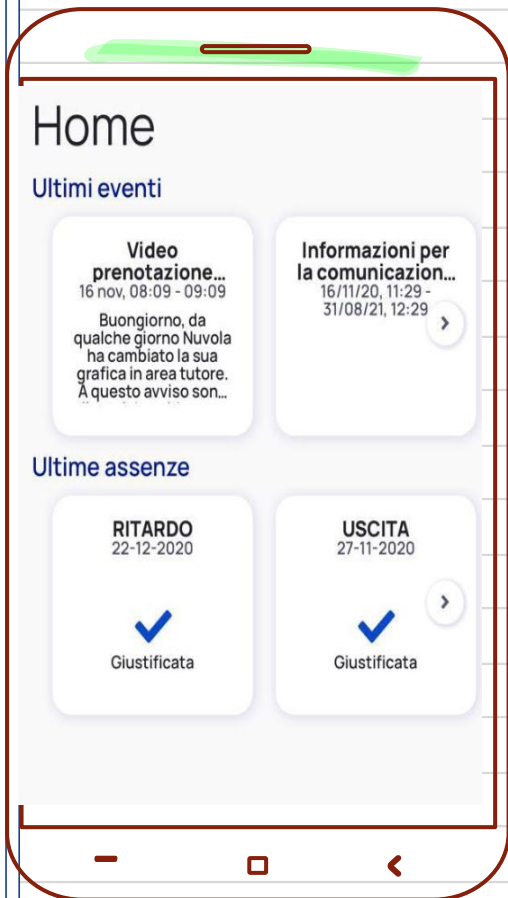 Home
Ultimi eventi
Video
prenotazione...
16 nov, 08:09 - 09:09
Buongiorno, da
qualche giorno Nuvola
ha cambiato la sua
grafica in area tutore.
A questo avviso son...
Informazioni per
la comunicazion...
16/11/20, 11:29 -
31/08/21, 12:29
Ultime assenze
RITARDO
22-12-2020
Giustificata
USCITA
27-11-2020
Giustificata